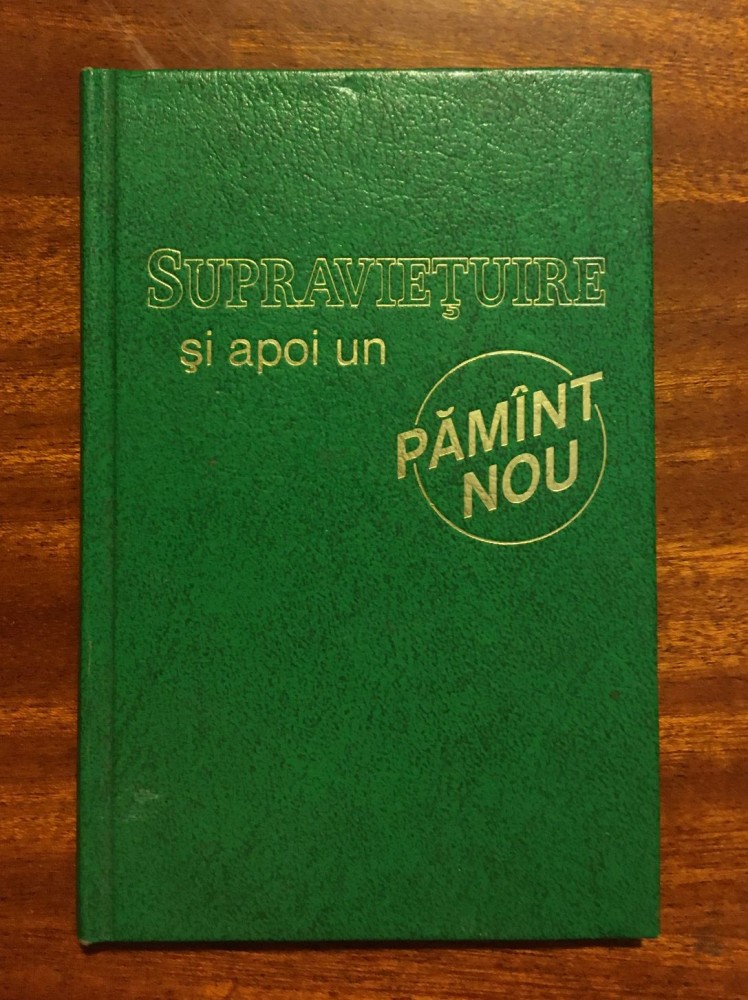 SUPRAVIEŢUIRE
şi apoi un
PĂMÎNT
NOU